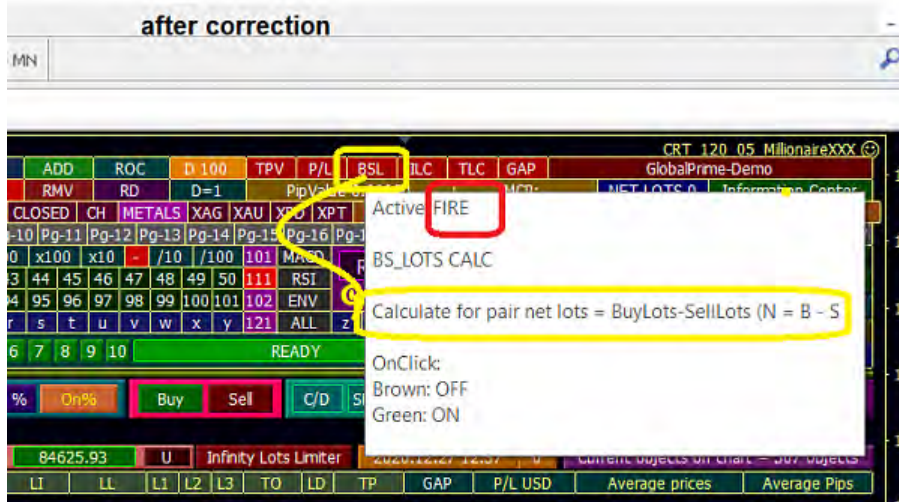 after correction
MN
CRT 120 05 MillionaireXXX
ADD ROC D 100 TPV P/L BSL ILC TLC GAP GlobalPrime-Demo
RMV RD D=1 NET LOTS 0 Information Center
CLOSED CH METALS XAG XAU XPD XPT
Pg-11 Pg-12 Pg-13 Pg-14 Pg-15 Pg-16
x100 x10 - /10 /100 101 MACD
44 45 46 47 48 49 50 111 RSI
95 96 97 98 99 100 101 102 ENV
r s t u v w x y 121 ALL z
6 7 8 9 10 READY
Active FIRE
BS_LOTS CALC
Calculate for pair net lots = BuyLots-SellLots (N = B - S
OnClick:
Brown: OFF
Green: ON
% On% Buy Sell C/D
84625.93 U Infinity Lots Limiter
LI LL L1 L2 L3 TO LD TP GAP P/L USD Average prices Average Pips